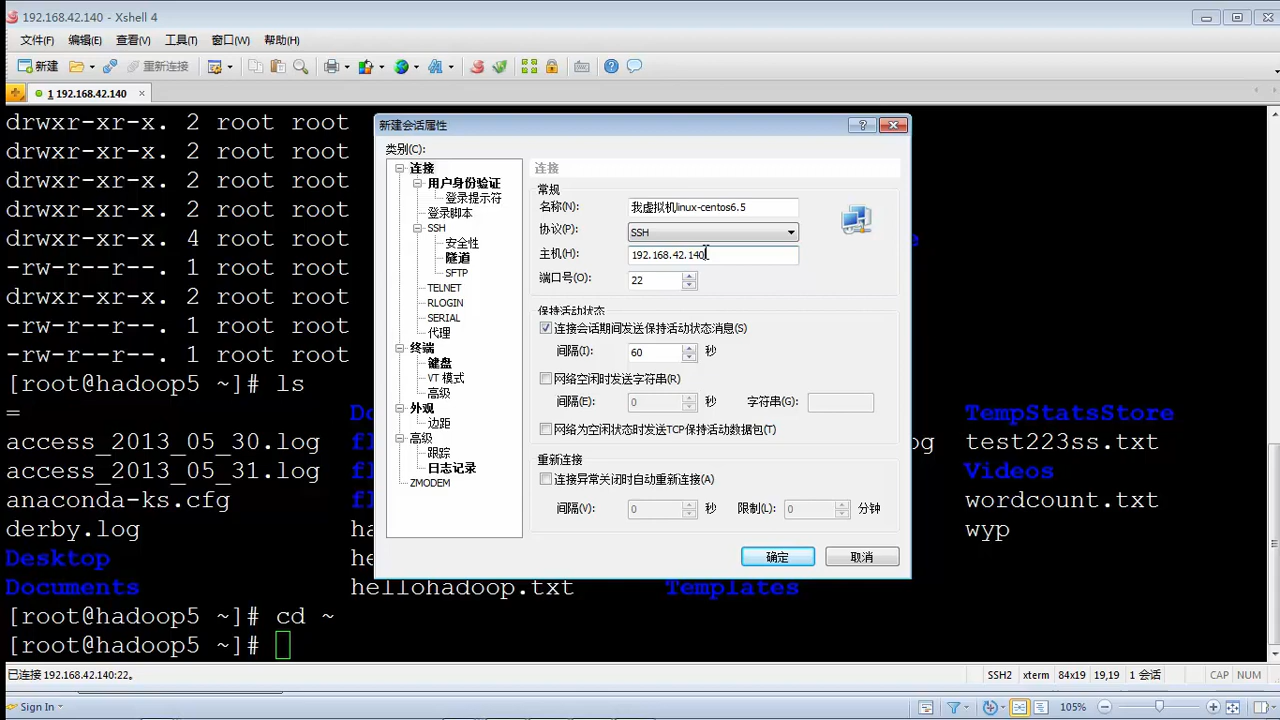 192.168.42.140 - Xshell 4
文件(F) 编辑(E) 查看(V) 工具(T) 窗口(W) 帮助(H)
新建 重新连接
1 192.168.42.140
drwxr-xr-x. 2 root root
drwxr-xr-x. 2 root root
drwxr-xr-x. 2 root root
drwxr-xr-x. 2 root root
drwxr-xr-x. 4 root root
-rw-r--r--. 1 root root
drwxr-xr-x. 2 root root
-rw-r--r--. 1 root root
-rw-r--r--. 1 root root
[root@hadoop5 ~]# ls
=
TempStatsStore
access_2013_05_30.log
test223ss.txt
access_2013_05_31.log
Videos
anaconda-ks.cfg
wordcount.txt
derby.log
wyp
Desktop
Documents hellohadoop.txt Templates
[root@hadoop5 ~]# cd ~
[root@hadoop5 ~]#
新建会话属性
类别(C):
连接
用户身份验证
登录提示符
登录脚本
SSH
安全性
隧道
SFTP
TELNET
RLOGIN
SERIAL
代理
终端
键盘
VT 模式
高级
外观
边距
高级
跟踪
日志记录
ZMODEM
连接
常规
名称(N): 我虚拟机linux-centos6.5
协议(P): SSH
主机(H): 192.168.42.140
端口号(O): 22
保持活动状态
连接会话期间发送保持活动状态消息(S)
间隔(I): 60 秒
网络空闲时发送字符串(R)
间隔(E): 0 秒 字符串(G):
网络为空闲状态时发送TCP保持活动数据包(T)
重新连接
连接异常关闭时自动重新连接(A)
间隔(V): 0 秒 限制(L): 0 分钟
确定 取消
已连接 192.168.42.140:22。 SSH2 xterm 84x19 19,19 1 会话 CAP NUM
Sign In 105%